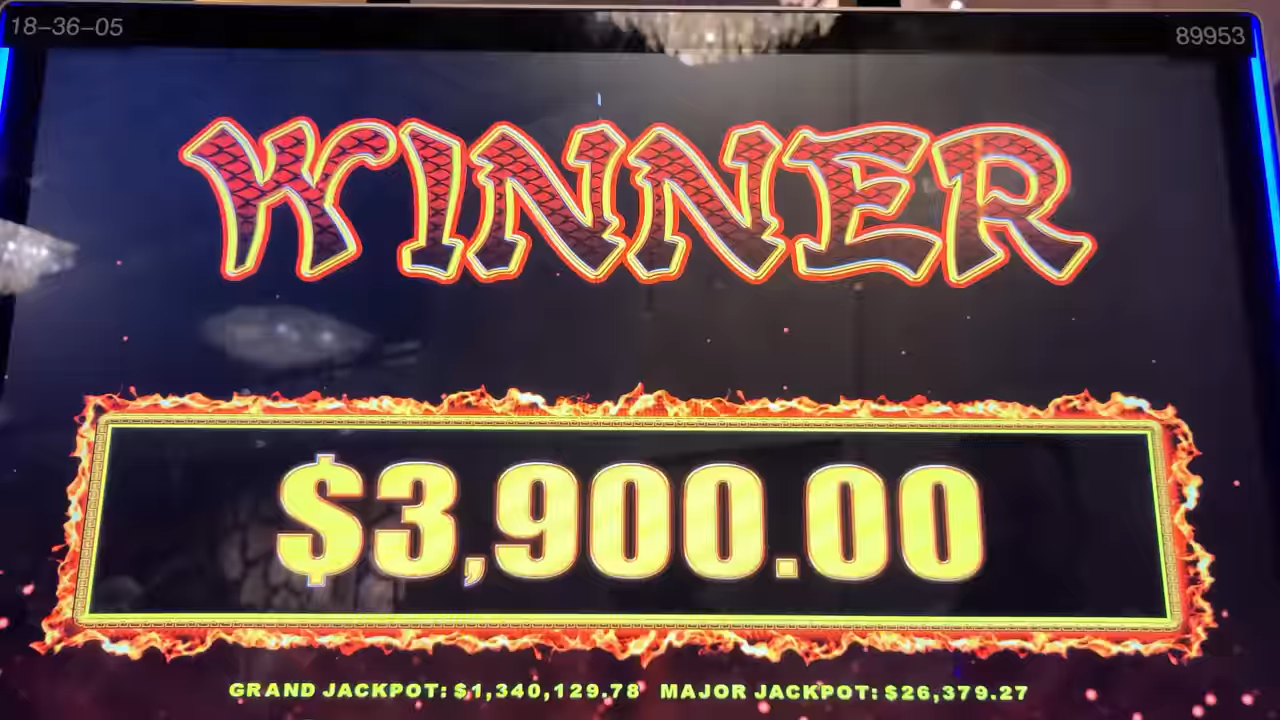 18-36-05
89953
WINNER
$3,900.00
GRAND JACKPOT: $1,340,129.78 MAJOR JACKPOT: $26,379.27